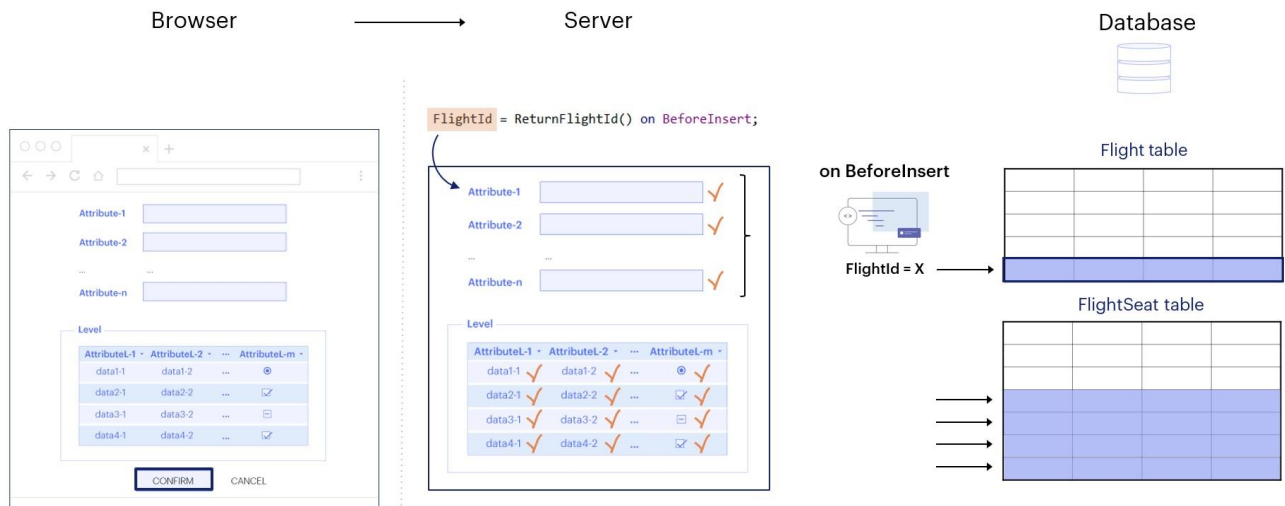 Browser
Server
Database
FlightId = ReturnFlightId() on BeforeInsert;
Attribute-1
Attribute-2
... ...
Attribute-n
Level
AttributeL-1 AttributeL-2 ... AttributeL-m
data1-1 data1-2 ...
data2-1 data2-2 ...
data3-1 data3-2 ...
data4-1 data4-2 ...
CONFIRM CANCEL
Attribute-1
Attribute-2
... ...
Attribute-n
Level
AttributeL-1 AttributeL-2 ... AttributeL-m
data1-1 data1-2 ...
data2-1 data2-2 ...
data3-1 data3-2 ...
data4-1 data4-2 ...
on BeforeInsert
FlightId = X
Flight table
FlightSeat table